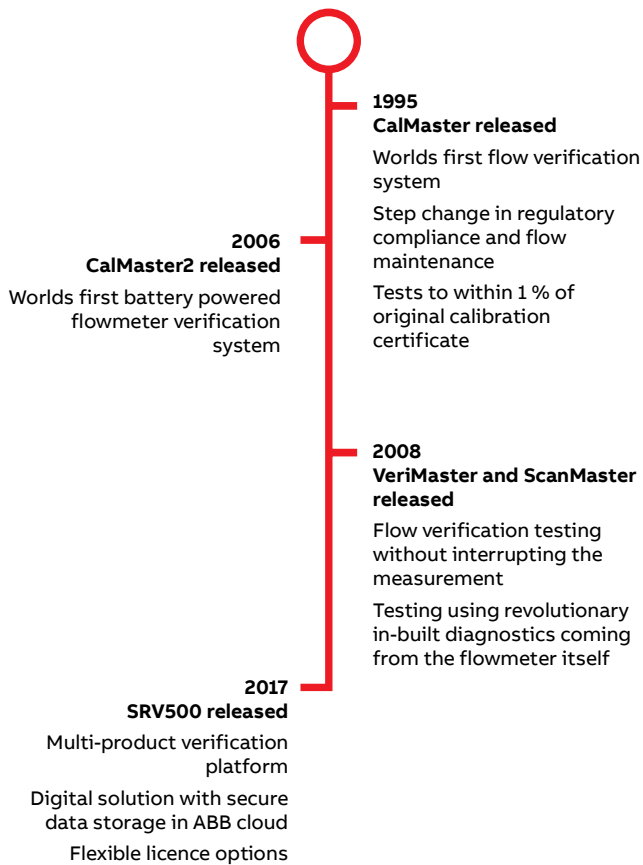 1995
CalMaster released
Worlds first flow verification
system
Step change in regulatory
compliance and flow
maintenance
Tests to within 1 % of
original calibration
certificate
2006
CalMaster2 released
Worlds first battery powered
flowmeter verification
system
2008
VeriMaster and ScanMaster
released
Flow verification testing
without interrupting the
measurement
Testing using revolutionary
in-built diagnostics coming
from the flowmeter itself
2017
SRV500 released
Multi-product verification
platform
Digital solution with secure
data storage in ABB cloud
Flexible licence options